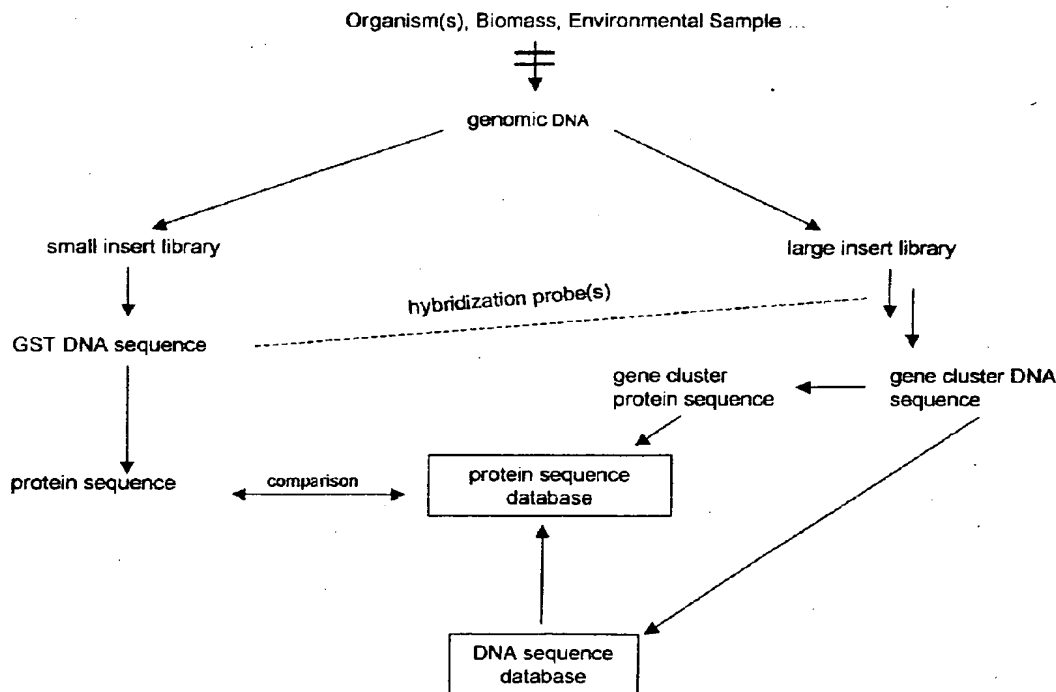 Organism(s), Biomass, Environmental Sample ...
genomic DNA
small insert library
large insert library
hybridization probe(s)
GST DNA sequence
gene cluster
protein sequence
gene cluster DNA
sequence
protein sequence
comparison
protein sequence
database
DNA sequence
database